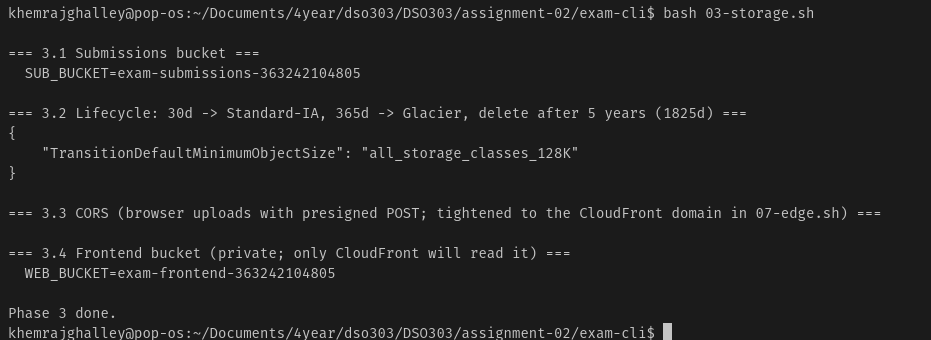 khemrajghalley@pop-os:~/Documents/4year/dso303/DSO303/assignment-02/exam-cli$ bash 03-storage.sh
=== 3.1 Submissions bucket ===
SUB_BUCKET=exam-submissions-363242104805
=== 3.2 Lifecycle: 30d -> Standard-IA, 365d -> Glacier, delete after 5 years (1825d) ===
{
"TransitionDefaultMinimumObjectSize": "all_storage_classes_128K"
}
=== 3.3 CORS (browser uploads with presigned POST; tightened to the CloudFront domain in 07-edge.sh) ===
=== 3.4 Frontend bucket (private; only CloudFront will read it) ===
WEB_BUCKET=exam-frontend-363242104805
Phase 3 done.
khemrajghalley@pop-os:~/Documents/4year/dso303/DSO303/assignment-02/exam-cli$